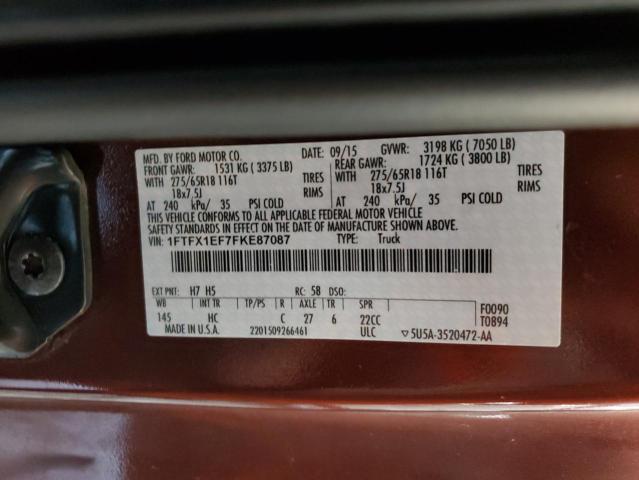 MFD. BY FORD MOTOR CO. DATE: 09/15 GVWR: 3198 KG ( 7050 LB)
FRONT GAWR: 1531 KG ( 3375 LB) REAR GAWR: 1724 KG ( 3800 LB)
WITH 275/65R18 116T TIRES WITH 275/65R18 116T TIRES
18x7.5J RIMS 18x7.5J RIMS
AT 240 kPa/ 35 PSI COLD AT 240 kPa/ 35 PSI COLD
THIS VEHICLE CONFORMS TO ALL APPLICABLE FEDERAL MOTOR VEHICLE
SAFETY STANDARDS IN EFFECT ON THE DATE OF MANUFACTURE SHOWN ABOVE.
VIN: 1FTFX1EF7FKE87087 TYPE: Truck
EXT PNT: H7 H5 RC: 58 DSO:
WB INT TR TP/PS R AXLE TR SPR F0090
145 HC C 27 6 22CC T0894
MADE IN U.S.A. 2201509266461 ULC ▽5U5A-3520472-AA